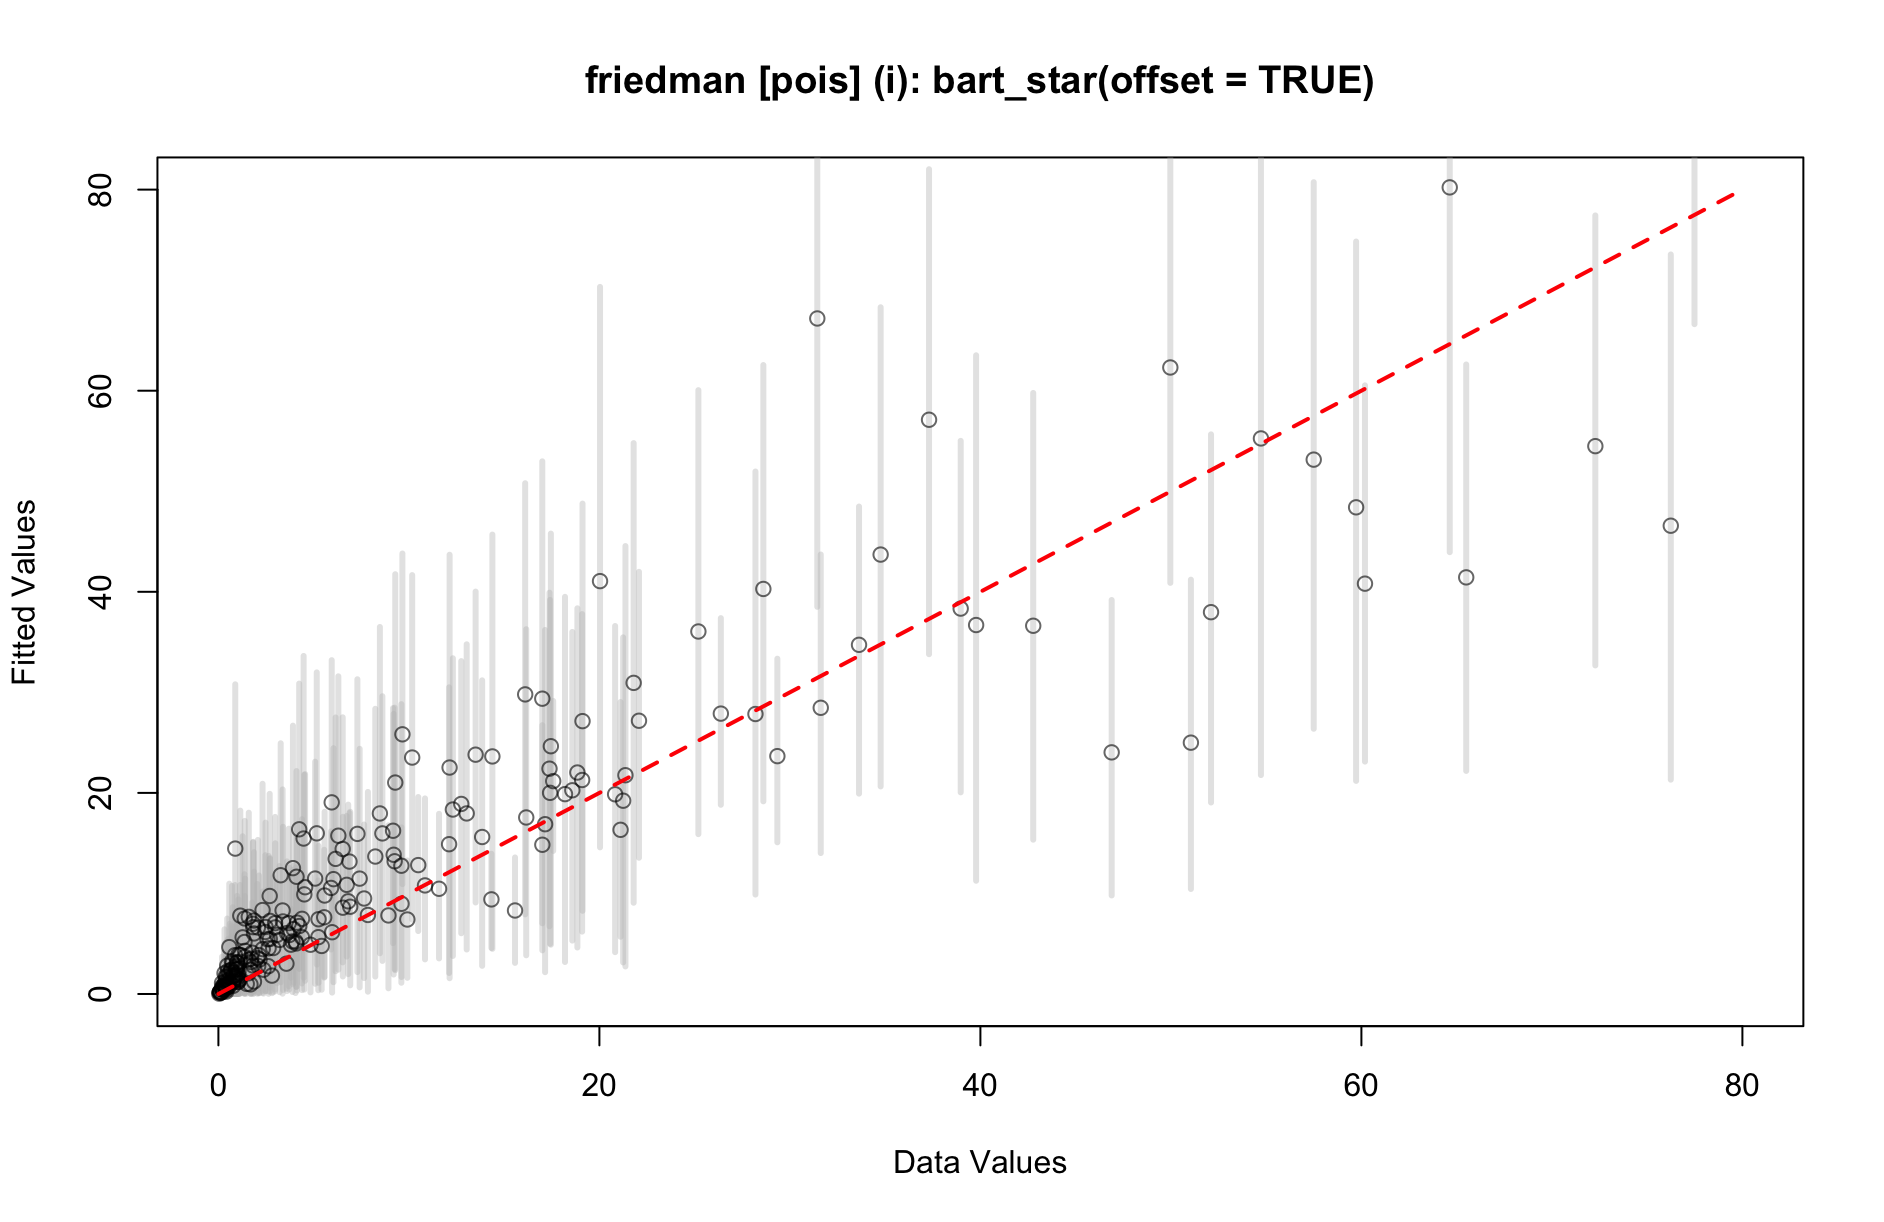 friedman [pois] (i): bart_star(offset = TRUE)
80
60
40
20
0
Fitted Values
0 20 40 60 80
Data Values